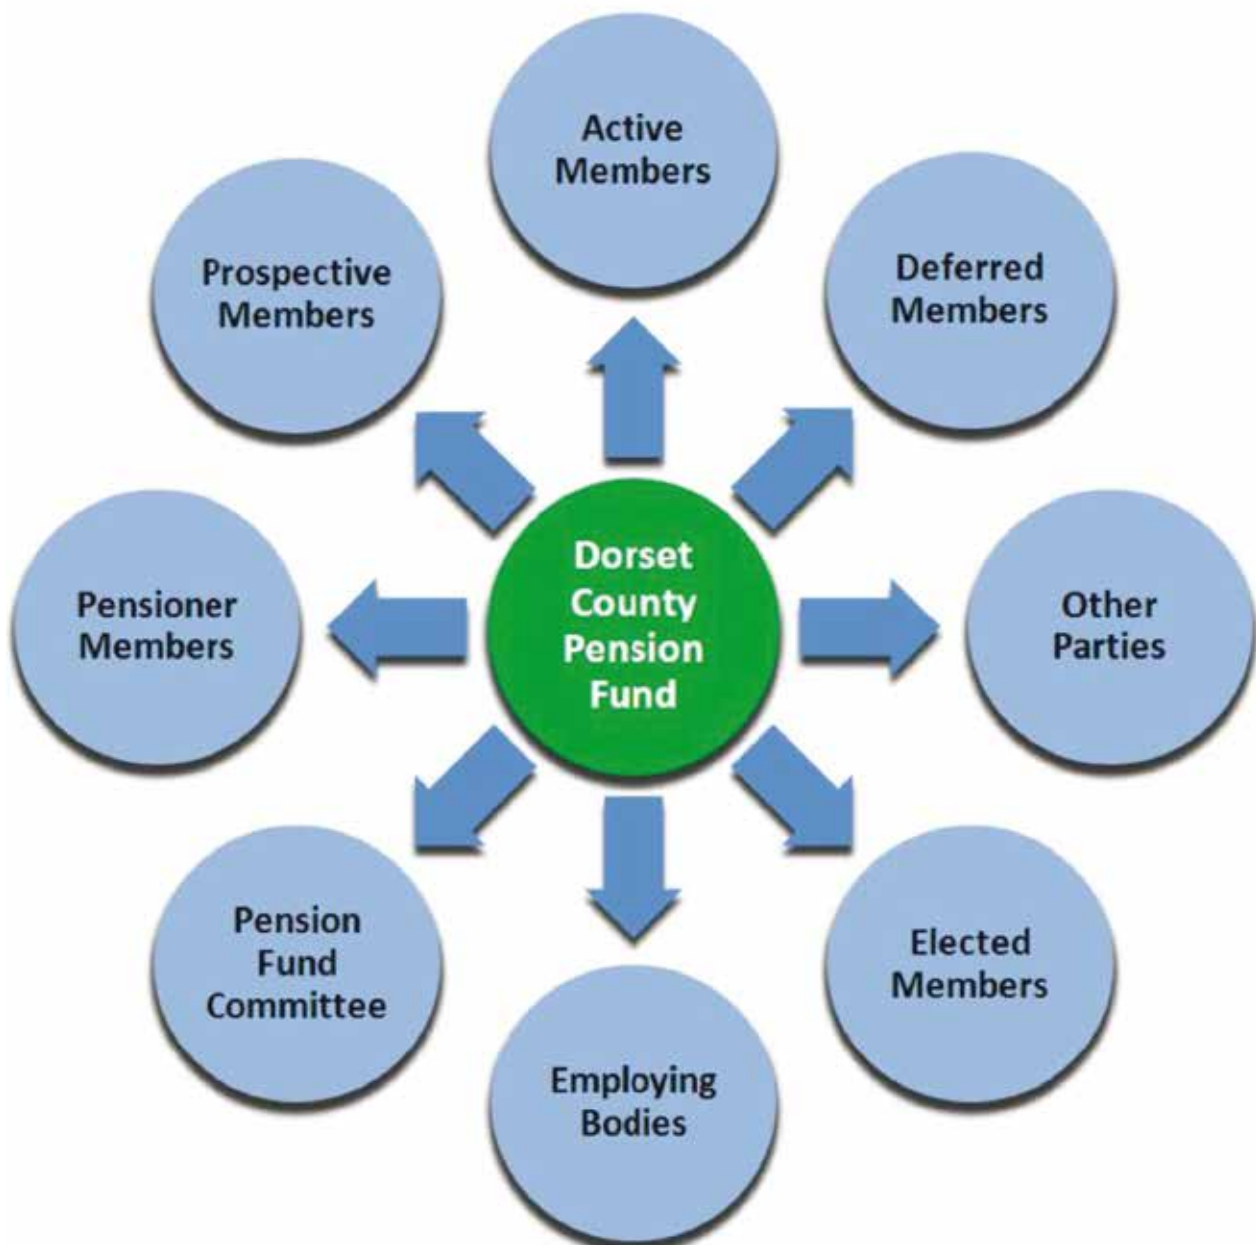 Active
Members
Prospective
Members
Deferred
Members
Dorset
County
Pension
Fund
Pensioner
Members
Other
Parties
Pension
Fund
Committee
Elected
Members
Employing
Bodies